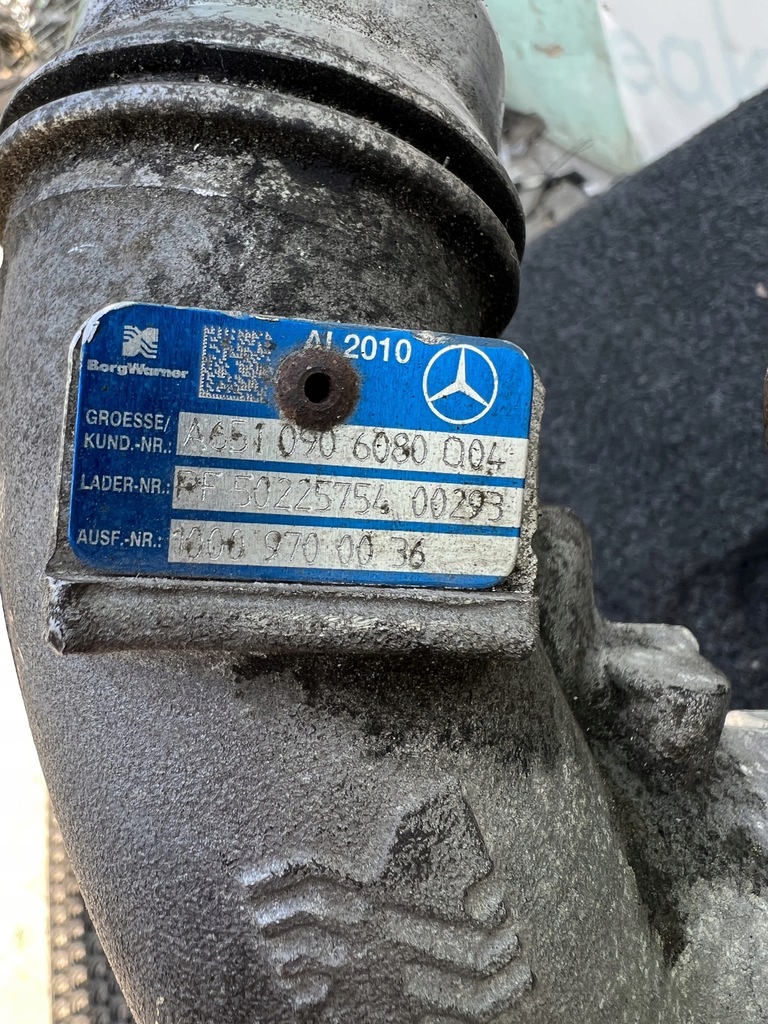 BorgWarner
AL2010
GROESSE/
KUND.-NR.: A651 090 6080 Q04
LADER-NR.: PF 50225754 00293
AUSF.-NR.: 1000 970 00 36